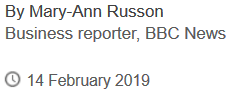 By Mary-Ann Russon
Business reporter, BBC News
14 February 2019